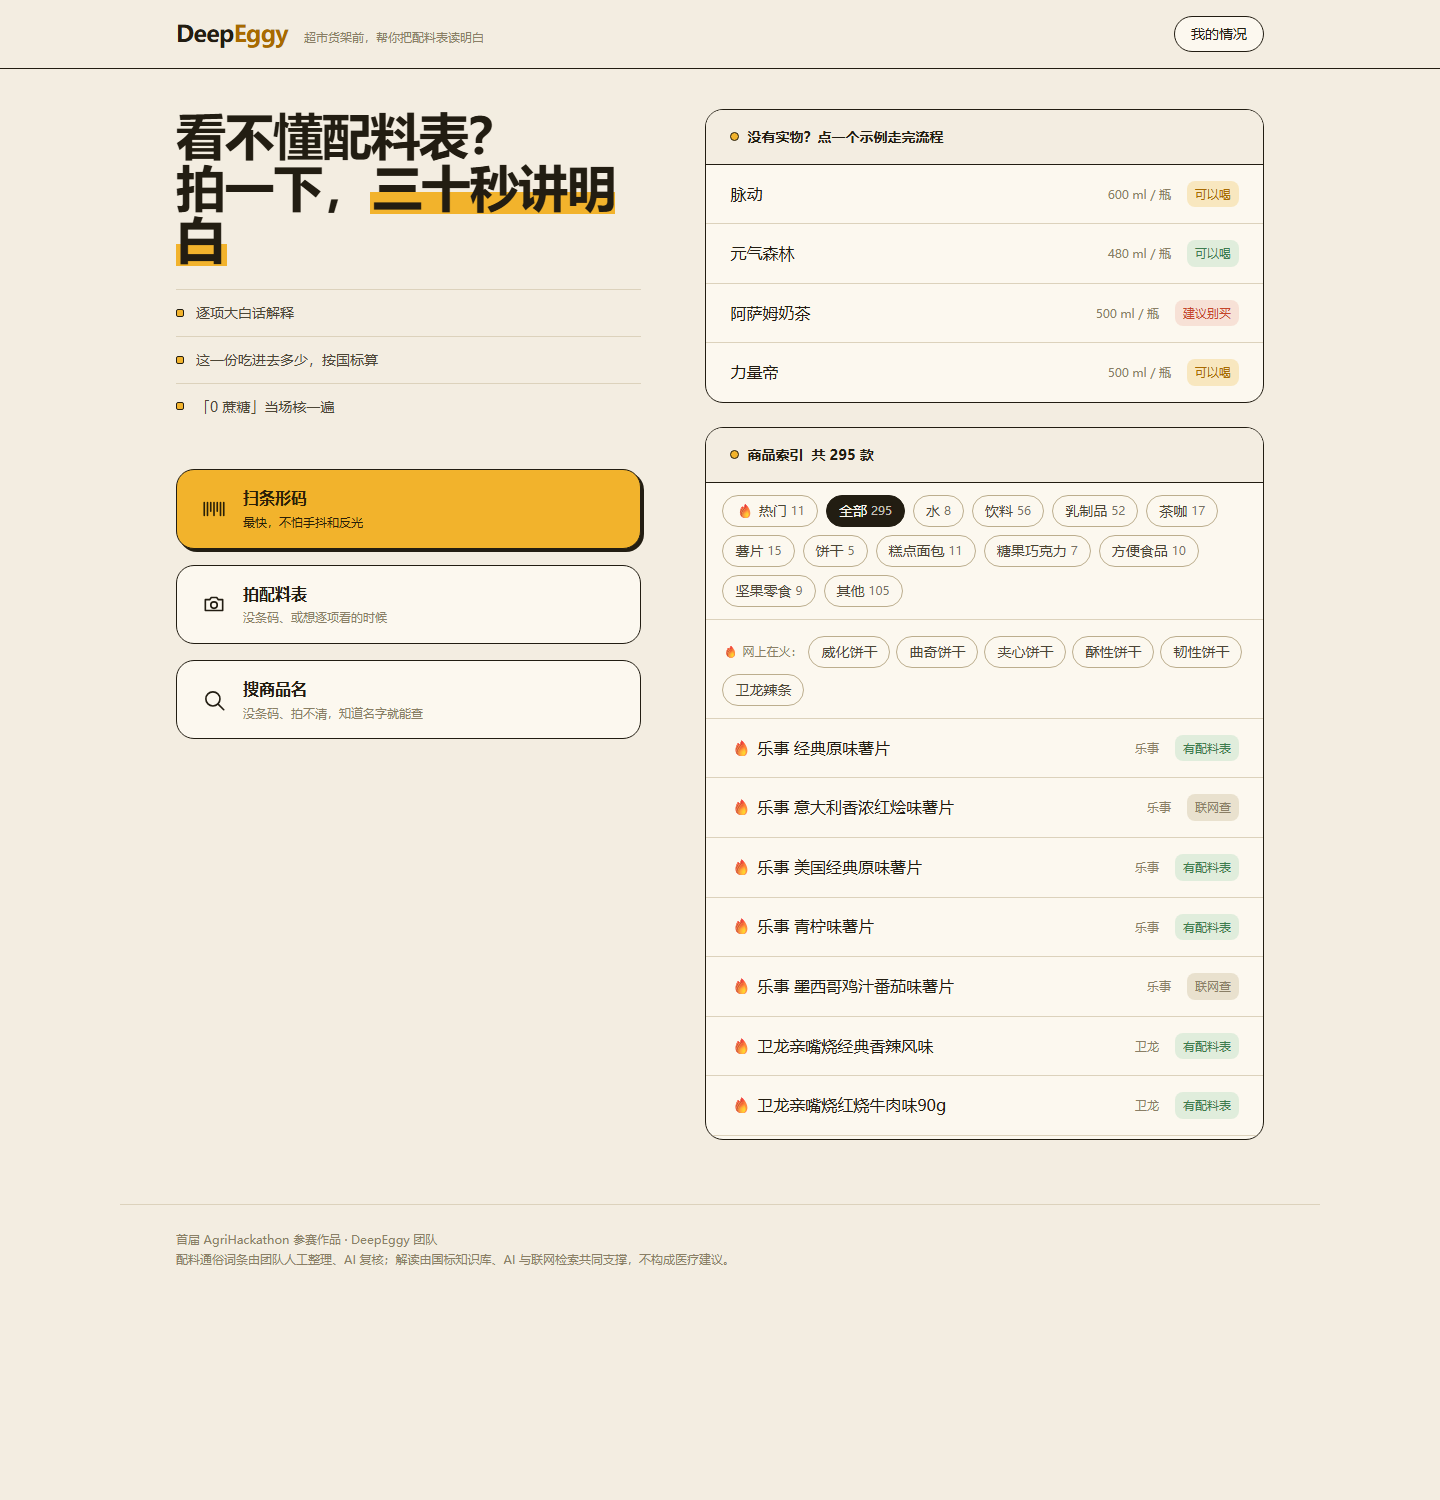 DeepEggy 超市货架前，帮你把配料表读明白
我的情况
看不懂配料表？
拍一下，三十秒讲明
白
逐项大白话解释
这一份吃进去多少，按国标算
「0 蔗糖」当场核一遍
扫条形码
最快，不怕手抖和反光
拍配料表
没条码、或想逐项看的时候
搜商品名
没条码、拍不清，知道名字就能查
没有实物？点一个示例走完流程
脉动 600 ml / 瓶 可以喝
元气森林 480 ml / 瓶 可以喝
阿萨姆奶茶 500 ml / 瓶 建议别买
力量帝 500 ml / 瓶 可以喝
商品索引 共 295 款
🔥 热门 11 全部 295 水 8 饮料 56 乳制品 52 茶咖 17
薯片 15 饼干 5 糕点面包 11 糖果巧克力 7 方便食品 10
坚果零食 9 其他 105
🔥 网上在火： 威化饼干 曲奇饼干 夹心饼干 酥性饼干 韧性饼干
卫龙辣条
🔥 乐事 经典原味薯片 乐事 有配料表
🔥 乐事 意大利香浓红烩味薯片 乐事 联网查
🔥 乐事 美国经典原味薯片 乐事 有配料表
🔥 乐事 青柠味薯片 乐事 有配料表
🔥 乐事 墨西哥鸡汁番茄味薯片 乐事 联网查
🔥 卫龙亲嘴烧经典香辣风味 卫龙 有配料表
🔥 卫龙亲嘴烧红烧牛肉味90g 卫龙 有配料表
首届 AgriHackathon 参赛作品 · DeepEggy 团队
配料通俗词条由团队人工整理、AI 复核；解读由国标知识库、AI 与联网检索共同支撑，不构成医疗建议。